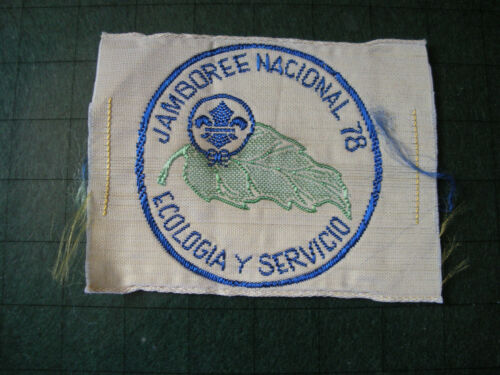 JAMBOREE NACIONAL 78
ECOLOGIA Y SERVICIO